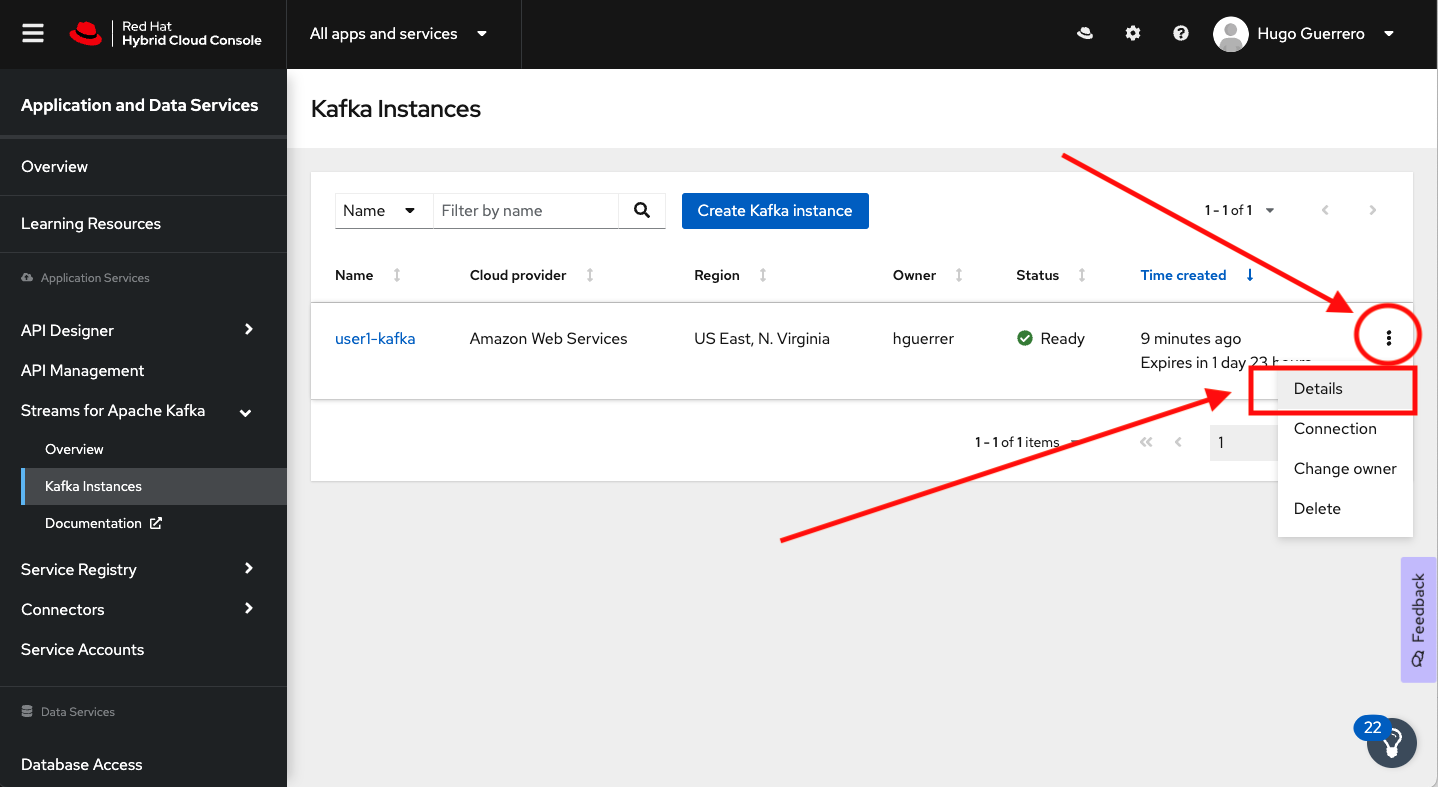 Red Hat
Hybrid Cloud Console
All apps and services
Hugo Guerrero
Application and Data Services
Overview
Learning Resources
Application Services
API Designer
API Management
Streams for Apache Kafka
Overview
Kafka Instances
Documentation
Service Registry
Connectors
Service Accounts
Data Services
Database Access
Kafka Instances
Name
Filter by name
Create Kafka instance
1 - 1 of 1
Name Cloud provider Region Owner Status Time created
user1-kafka Amazon Web Services US East, N. Virginia hguerrer Ready 9 minutes ago
Expires in 1 day 23 hours
Details
Connection
Change owner
Delete
1 - 1 of 1 items
1
Feedback
22